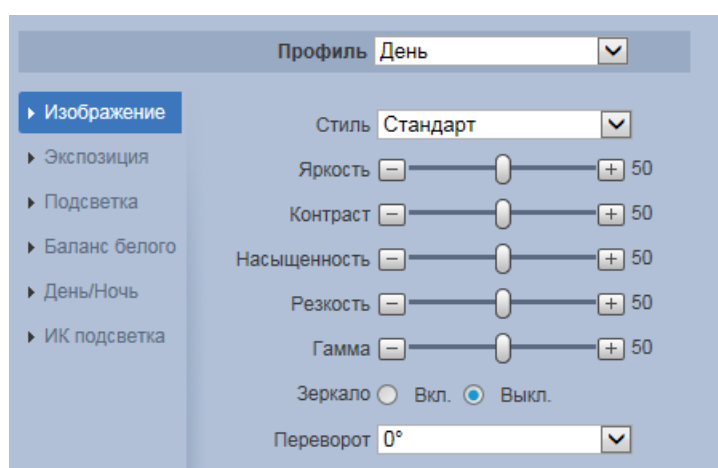 Профиль День
Изображение
Экспозиция
Подсветка
Баланс белого
День/Ночь
ИК подсветка
Стиль Стандарт
Яркость 50
Контраст 50
Насыщенность 50
Резкость 50
Гамма 50
Зеркало Вкл. Выкл.
Переворот 0°